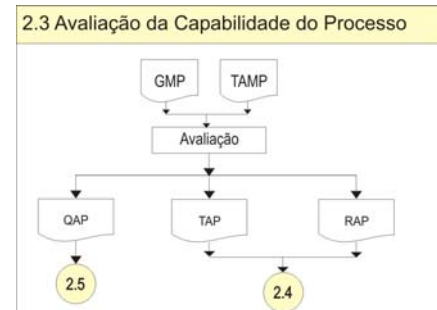 2.3 Avaliação da Capabilidade do Processo
GMP TAMP
Avaliação
QAP TAP RAP
2.5 2.4